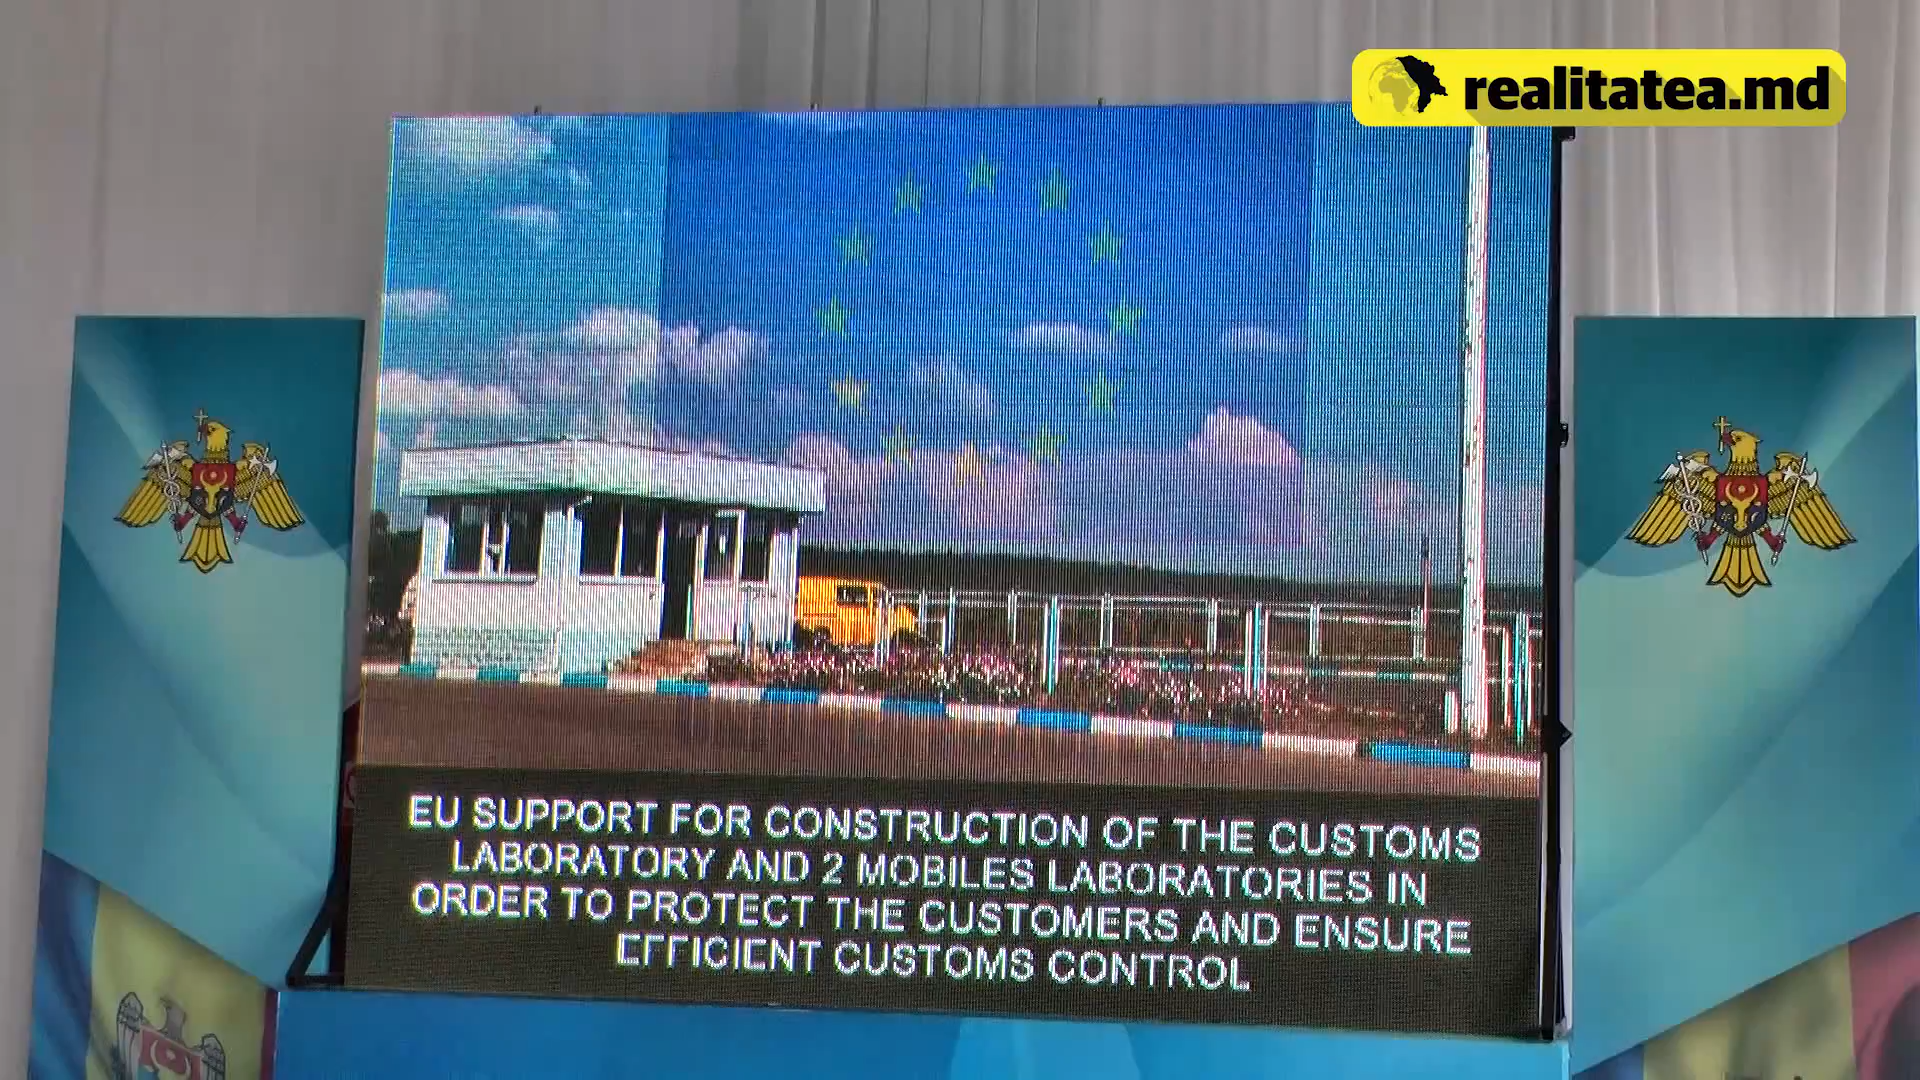 realitatea.md
EU SUPPORT FOR CONSTRUCTION OF THE CUSTOMS
LABORATORY AND 2 MOBILES LABORATORIES IN
ORDER TO PROTECT THE CUSTOMERS AND ENSURE
EFFICIENT CUSTOMS CONTROL